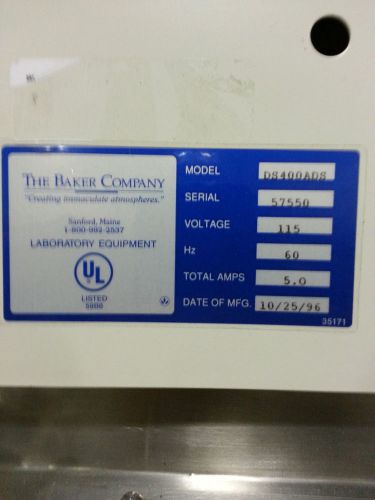 THE BAKER COMPANY
"Creating immaculate atmospheres."
Sanford, Maine
1-800-992-2537
LABORATORY EQUIPMENT
UL
LISTED
MODEL DS400ADS
SERIAL 57550
VOLTAGE 115
Hz 60
TOTAL AMPS 5.0
DATE OF MFG. 10/25/96
35171